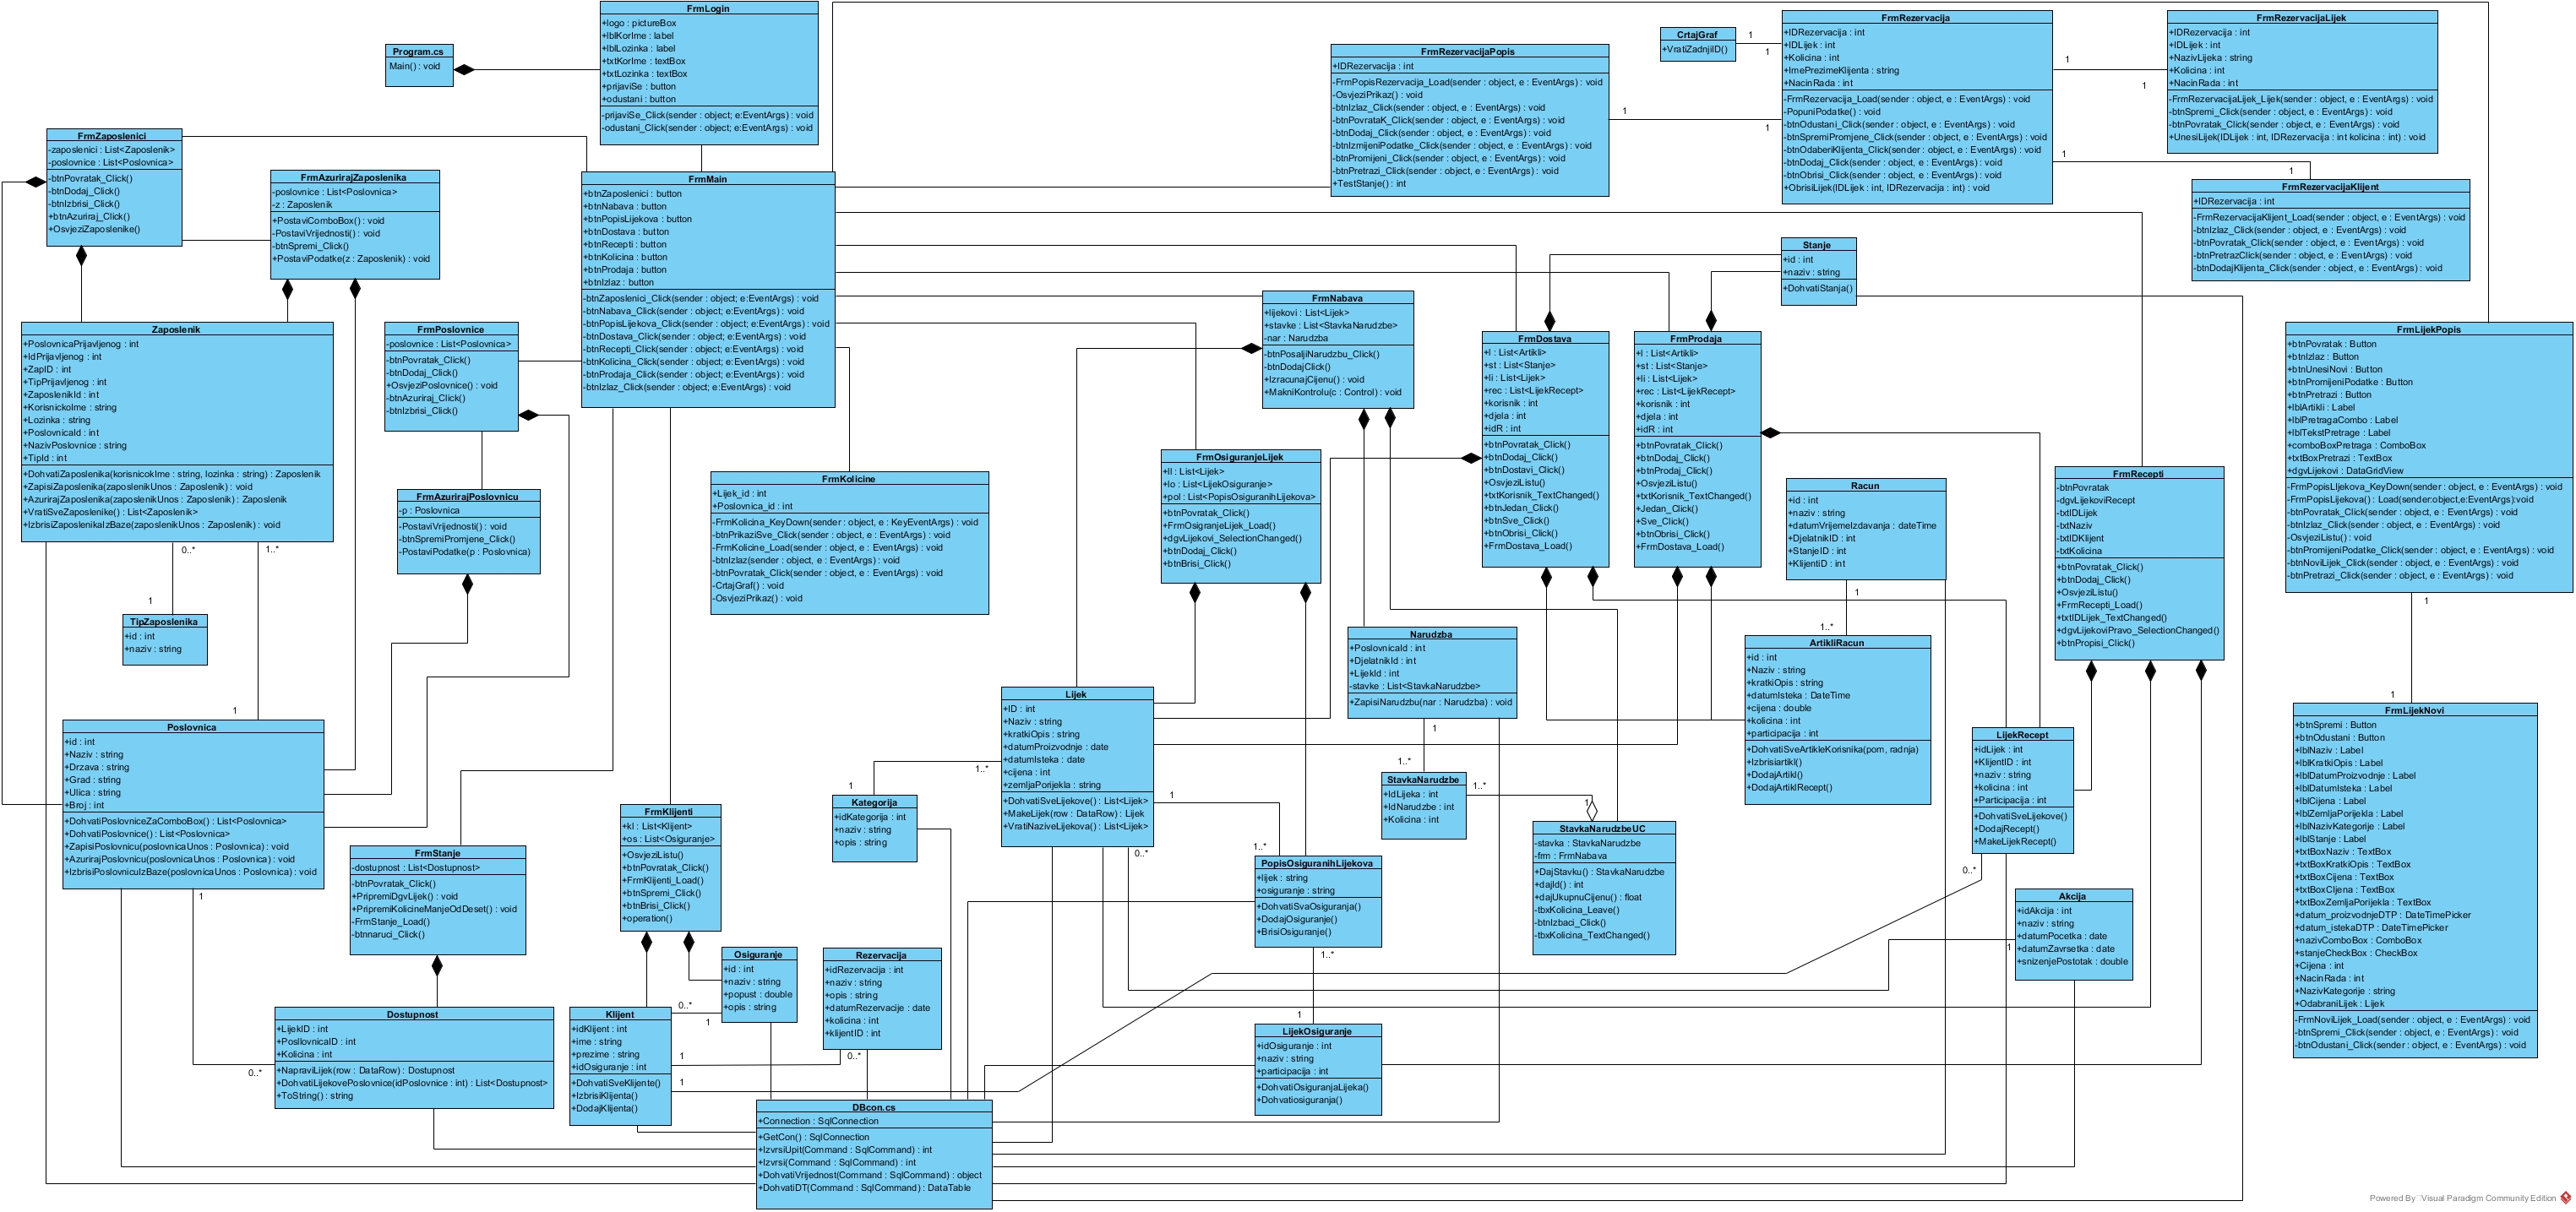 FrmLogin
+logo : pictureBox
+lblKorIme : label
+lblLozinka : label
+txtKorIme : textBox
+txtLozinka : textBox
+prijaviSe : button
+odustani : button
-prijaviSe_Click(sender : object; e:EventArgs) : void
-odustani_Click(sender : object; e:EventArgs) : void
Program.cs
Main() : void
CrtajGraf
+VratiZadnjiID()
1
1
FrmRezervacija
+IDRezervacija : int
+IDLijek : int
+Kolicina : int
+ImePrezimeKlijenta : string
+NacinRada : int
-FrmRezervacija_Load(sender : object, e : EventArgs) : void
-PopuniPodatke() : void
-btnOdustani_Click(sender : object, e : EventArgs) : void
-btnSpremiPromjene_Click(sender : object, e : EventArgs) : void
-btnOdaberiKlijenta_Click(sender : object, e : EventArgs) : void
-btnDodaj_Click(sender : object, e : EventArgs) : void
-btnObrisi_Click(sender : object, e : EventArgs) : void
+ObrisiLijek(IDLijek : int, IDRezervacija : int) : void
1
1
FrmRezervacijaLijek
+IDRezervacija : int
+IDLijek : int
+NazivLijeka : string
+Kolicina : int
+NacinRada : int
-FrmRezervacijaLijek_Lijek(sender : object, e : EventArgs) : void
-btnSpremi_Click(sender : object, e : EventArgs) : void
-btnPovratak_Click(sender : object, e : EventArgs) : void
+UnesiLijek(IDLijek : int, IDRezervacija : int kolicina : int) : void
FrmRezervacijaPopis
+IDRezervacija : int
-FrmPopisRezervacija_Load(sender : object, e : EventArgs) : void
-OsvjeziPrikaz() : void
-btnIzlaz_Click(sender : object, e : EventArgs) : void
-btnPovrataK_Click(sender : object, e : EventArgs) : void
-btnDodaj_Click(sender : object, e : EventArgs) : void
-btnIzmijeniPodatke_Click(sender : object, e : EventArgs) : void
-btnPromijeni_Click(sender : object, e : EventArgs) : void
-btnPretrazi_Click(sender : object, e : EventArgs) : void
+TestStanje() : int
1
1
1
1
FrmRezervacijaKlijent
+IDRezervacija : int
-FrmRezervacijaKlijent_Load(sender : object, e : EventArgs) : void
-btnIzlaz_Click(sender : object, e : EventArgs) : void
-btnPovratak_Click(sender : object, e : EventArgs) : void
-btnPretrazClick(sender : object, e : EventArgs) : void
-btnDodajKlijenta_Click(sender : object, e : EventArgs) : void
FrmZaposlenici
-zaposlenici : List<Zaposlenik>
-poslovnice : List<Poslovnica>
-btnPovratak_Click()
-btnDodaj_Click()
-btnIzbrisi_Click()
+btnAzuriraj_Click()
+OsvjeziZaposlenike()
FrmAzurirajZaposlenika
-poslovnice : List<Poslovnica>
-z : Zaposlenik
+PostaviComboBox() : void
-PostaviVrijednosti() : void
-btnSpremi_Click()
+PostaviPodatke(z : Zaposlenik) : void
FrmMain
+btnZaposlenici : button
+btnNabava : button
+btnPopisLijekova : button
+btnDostava : button
+btnRecepti : button
+btnKolicina : button
+btnProdaja : button
+btnIzlaz : button
-btnZaposlenici_Click(sender : object; e:EventArgs) : void
-btnNabava_Click(sender : object; e:EventArgs) : void
-btnPopisLijekova_Click(sender : object; e:EventArgs) : void
-btnDostava_Click(sender : object; e:EventArgs) : void
-btnRecepti_Click(sender : object; e:EventArgs) : void
-btnKolicina_Click(sender : object; e:EventArgs) : void
-btnProdaja_Click(sender : object; e:EventArgs) : void
-btnIzlaz_Click(sender : object; e:EventArgs) : void
Stanje
+id : int
+naziv : string
+DohvatiStanja()
FrmNabava
+lijekovi : List<Lijek>
+stavke : List<StavkaNarudzbe>
-nar : Narudzba
-btnPosaljiNarudzbu_Click()
-btnDodajClick()
+IzracunajCijenu() : void
+MakniKontrolu(c : Control) : void
Zaposlenik
+PoslovnicaPrijavljenog : int
+IdPrijavljenog : int
+ZapID : int
+TipPrijavljenog : int
+ZaposlenikId : int
+KorisnickoIme : string
+Lozinka : string
+PoslovnicaId : int
+NazivPoslovnice : string
+TipId : int
+DohvatiZaposlenika(korisnicokIme : string, lozinka : string) : Zaposlenik
+ZapisiZaposlenika(zaposlenikUnos : Zaposlenik) : void
+AzurirajZaposlenika(zaposlenikUnos : Zaposlenik) : Zaposlenik
+VratiSveZaposlenike() : List<Zaposlenik>
+IzbrisiZaposlenikaIzBaze(zaposlenikUnos : Zaposlenik) : void
FrmPoslovnice
-poslovnice : List<Poslovnica>
-btnPovratak_Click()
-btnDodaj_Click()
+OsvjeziPoslovnice() : void
-btnAzuriraj_Click()
-btnIzbrisi_Click()
FrmDostava
+l : List<Artikli>
+st : List<Stanje>
+li : List<Lijek>
+rec : List<LijekRecept>
+korisnik : int
+djela : int
+idR : int
+btnPovratak_Click()
+btnDodaj_Click()
+btnDostavi_Click()
+OsvjeziListu()
+txtKorisnik_TextChanged()
+btnJedan_Click()
+btnSve_Click()
+btnObrisi_Click()
+FrmDostava_Load()
FrmProdaja
+l : List<Artikli>
+st : List<Stanje>
+li : List<Lijek>
+rec : List<LijekRecept>
+korisnik : int
+djela : int
+idR : int
+btnPovratak_Click()
+btnDodaj_Click()
+btnProdaj_Click()
+OsvjeziListu()
+txtKorisnik_TextChanged()
+Jedan_Click()
+Sve_Click()
+btnObrisi_Click()
+FrmDostava_Load()
FrmLijekPopis
+btnPovratak : Button
+btnIzlaz : Button
+btnUnesiNovi : Button
+btnPromijeniPodatke : Button
+btnPretrazi : Button
+lblArtikli : Label
+lblPretragaCombo : Label
+lblTekstPretrage : Label
+comboBoxPretraga : ComboBox
+txtBoxPretrazi : TextBox
+dgvLijekovi : DataGridView
-FrmPopisLIjekova_KeyDown(sender : object, e : EventArgs) : void
-FrmPopisLijekova() : Load(sender:object,e:EventArgs):void
-btnPovratak_Click(sender : object, e : EventArgs) : void
-btnIzlaz_Click(sender : object, e : EventArgs) : void
-OsvjeziListu() : void
-btnPromijeniPodatke_Click(sender : object, e : EventArgs) : void
-btnNoviLijek_Click(sender : object, e : EventArgs) : void
-btnPretrazi_Click(sender : object, e : EventArgs) : void
FrmOsiguranjeLijek
+ll : List<Lijek>
+lo : List<LijekOsiguranje>
+pol : List<PopisOsiguranihLijekova>
+btnPovratak_Click()
+FrmOsigranjeLijek_Load()
+dgvLijekovi_SelectionChanged()
+btnDodaj_Click()
+btnBrisi_Click()
FrmKolicine
+Lijek_id : int
+Poslovnica_id : int
-FrmKolicina_KeyDown(sender : object, e : KeyEventArgs) : void
-btnPrikaziSve_Click(sender : object, e : EventArgs) : void
-FrmKolicine_Load(sender : object, e : EventArgs) : void
-btnIzlaz(sender : object, e : EventArgs) : void
-btnPovratak_Click(sender : object, e : EventArgs) : void
-CrtajGraf() : void
-OsvjeziPrikaz() : void
FrmAzurirajPoslovnicu
-p : Poslovnica
-PostaviVrijednosti() : void
-btnSpremiPromjene_Click()
-PostaviPodatke(p : Poslovnica)
Racun
+id : int
+naziv : string
+datumVrijemeIzdavanja : dateTime
+DjelatnikID : int
+StanjeID : int
+KlijentiD : int
FrmRecepti
-btnPovratak
-dgvLijekoviRecept
-txtIDLijek
-txtNaziv
-txtIDKlijent
-txtKolicina
+btnPovratak_Click()
+btnDodaj_Click()
+OsvjeziListu()
+FrmRecepti_Load()
+txtIDLijek_TextChanged()
+dgvLijekoviPravo_SelectionChanged()
+btnPropisi_Click()
0..*
1..*
1
1
1..*
1
TipZaposlenika
+id : int
+naziv : string
Narudzba
+PoslovnicaId : int
+DjelatnikId : int
+LijekId : int
-stavke : List<StavkaNarudzbe>
+ZapisiNarudzbu(nar : Narudzba) : void
ArtikliRacun
+id : int
+Naziv : string
+kratkiOpis : string
+datumIsteka : DateTime
+cijena : double
+kolicina : int
+participacija : int
+DohvatiSveArtikleKorisnika(pom, radnja)
+Izbrisiartikl()
+DodajArtikl()
+DodajArtiklRecept()
1
1
Poslovnica
+id : int
+Naziv : string
+Drzava : string
+Grad : string
+Ulica : string
+Broj : int
+DohvatiPoslovniceZaComboBox() : List<Poslovnica>
+DohvatiPoslovnice() : List<Poslovnica>
+ZapisiPoslovnicu(poslovnicaUnos : Poslovnica) : void
+AzurirajPoslovnicu(poslovnicaUnos : Poslovnica) : void
+IzbrisiPoslovnicuIzBaze(poslovnicaUnos : Poslovnica) : void
Lijek
+ID : int
+Naziv : string
+kratkiOpis : string
+datumProizvodnje : date
+datumIsteka : date
+cijena : int
+zemljaPorijekla : string
+DohvatiSveLijekove() : List<Lijek>
+MakeLijek(row : DataRow) : Lijek
+VratiNaziveLijekova() : List<Lijek>
FrmLijekNovi
+btnSpremi : Button
+btnOdustani : Button
+lblNaziv : Label
+lblKratkiOpis : Label
+lblDatumProizvodnje : Label
+lblDatumIsteka : Label
+lblCijena : Label
+lblZemljaPorijekla : Label
+lblNazivKategorije : Label
+lblStanje : Label
+txtBoxNaziv : TextBox
+txtBoxKratkiOpis : TextBox
+txtBoxCijena : TextBox
+txtBoxCIjena : TextBox
+txtBoxZemljaPorijekla : TextBox
+datum_proizvodnjeDTP : DateTimePicker
+datum_istekaDTP : DateTimePicker
+nazivComboBox : ComboBox
+stanjeCheckBox : CheckBox
+Cijena : int
+NacinRada : int
+NazivKategorije : string
+OdabraniLijek : Lijek
-FrmNoviLijek_Load(sender : object, e : EventArgs) : void
-btnSpremi_Click(sender : object, e : EventArgs) : void
-btnOdustani_Click(sender : object, e : EventArgs) : void
LijekRecept
+idLijek : int
+KlijentID : int
+naziv : string
+kolicina : int
+Participacija : int
+DohvatiSveLijekove()
+DodajRecept()
+MakeLijekRecept()
1
1..*
1..*
1
StavkaNarudzbe
+IdLijeka : int
+IdNarudzbe : int
+Kolicina : int
1..*
1
Kategorija
+idKategorija : int
+naziv : string
+opis : string
FrmKlijenti
+kl : List<Klijent>
+os : List<Osiguranje>
+OsvjeziListu()
+btnPovratak_Click()
+FrmKlijenti_Load()
+btnSpremi_Click()
+btnBrisi_Click()
+operation()
StavkaNarudzbeUC
-stavka : StavkaNarudzbe
-frm : FrmNabava
+DajStavku() : StavkaNarudzbe
+dajId() : int
+dajUkupnuCijenu() : float
-tbxKolicina_Leave()
-btnIzbaci_Click()
-tbxKolicina_TextChanged()
1
1..*
0..*
PopisOsiguranihLijekova
+lijek : string
+osiguranje : string
+DohvatiSvaOsiguranja()
+DodajOsiguranje()
+BrisiOsiguranje()
FrmStanje
-dostupnost : List<Dostupnost>
-btnPovratak_Click()
+PripremiDgvLijek() : void
+PripremiKolicineManjeOdDeset() : void
-FrmStanje_Load()
-btnnaruci_Click()
0..*
1
Akcija
+idAkcija : int
+naziv : string
+datumPocetka : date
+datumZavrsetka : date
+snizenjePostotak : double
1
1..*
1
Osiguranje
+id : int
+naziv : string
+popust : double
+opis : string
Rezervacija
+idRezervacija : int
+naziv : string
+opis : string
+datumRezervacije : date
+kolicina : int
+klijentID : int
0..*
1
1
0..*
1
0..*
Dostupnost
+LijekID : int
+PosllovnicaID : int
+Kolicina : int
+NapraviLijek(row : DataRow) : Dostupnost
+DohvatiLijekovePoslovnice(idPoslovnice : int) : List<Dostupnost>
+ToString() : string
Klijent
+idKlijent : int
+ime : string
+prezime : string
+idOsiguranje : int
+DohvatiSveKlijente()
+IzbrisiKlijenta()
+DodajKlijenta()
LijekOsiguranje
+idOsiguranje : int
+naziv : string
+participacija : int
+DohvatiOsiguranjaLijeka()
+Dohvatiosiguranja()
DBcon.cs
+Connection : SqlConnection
+GetCon() : SqlConnection
+IzvrsiUpit(Command : SqlCommand) : int
+Izvrsi(Command : SqlCommand) : int
+DohvatiVrijednost(Command : SqlCommand) : object
+DohvatiDT(Command : SqlCommand) : DataTable
Powered By Visual Paradigm Community Edition